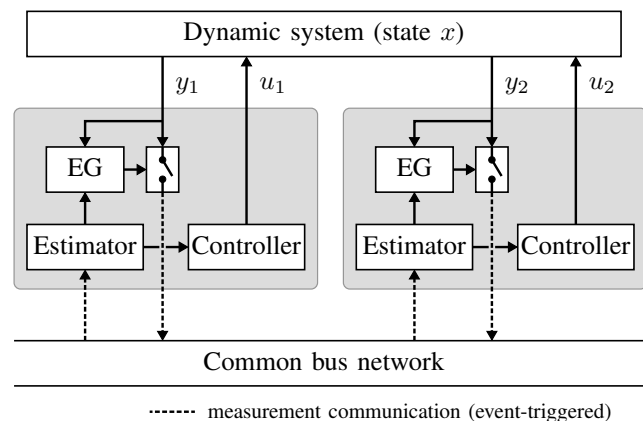 Dynamic system (state x)
y1 u1 y2 u2
EG EG
Estimator Controller Estimator Controller
Common bus network
measurement communication (event-triggered)